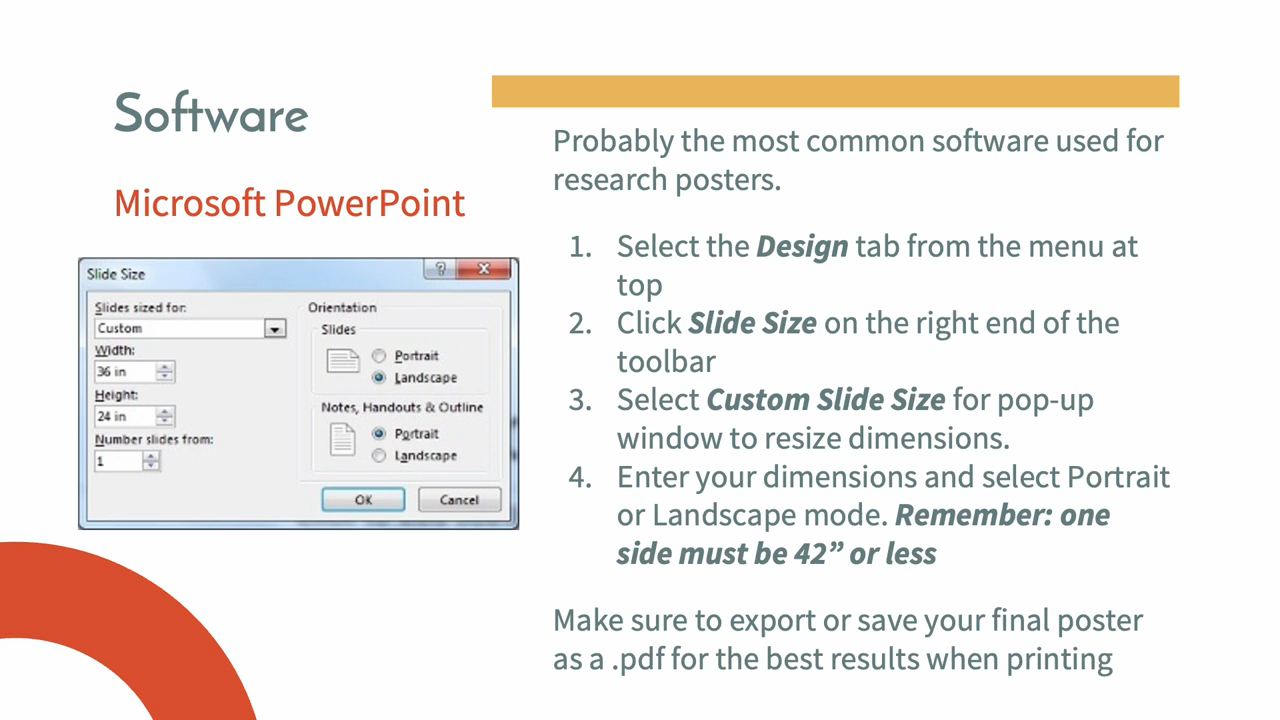 Software
Microsoft PowerPoint
Slide Size
Slides sized for:
Custom
Width:
36 in
Height:
24 in
Number slides from:
1
Orientation
Slides
Portrait
Landscape
Notes, Handouts & Outline
Portrait
Landscape
OK
Cancel
Probably the most common software used for
research posters.
1. Select the Design tab from the menu at
top
2. Click Slide Size on the right end of the
toolbar
3. Select Custom Slide Size for pop-up
window to resize dimensions.
4. Enter your dimensions and select Portrait
or Landscape mode. Remember: one
side must be 42” or less
Make sure to export or save your final poster
as a .pdf for the best results when printing